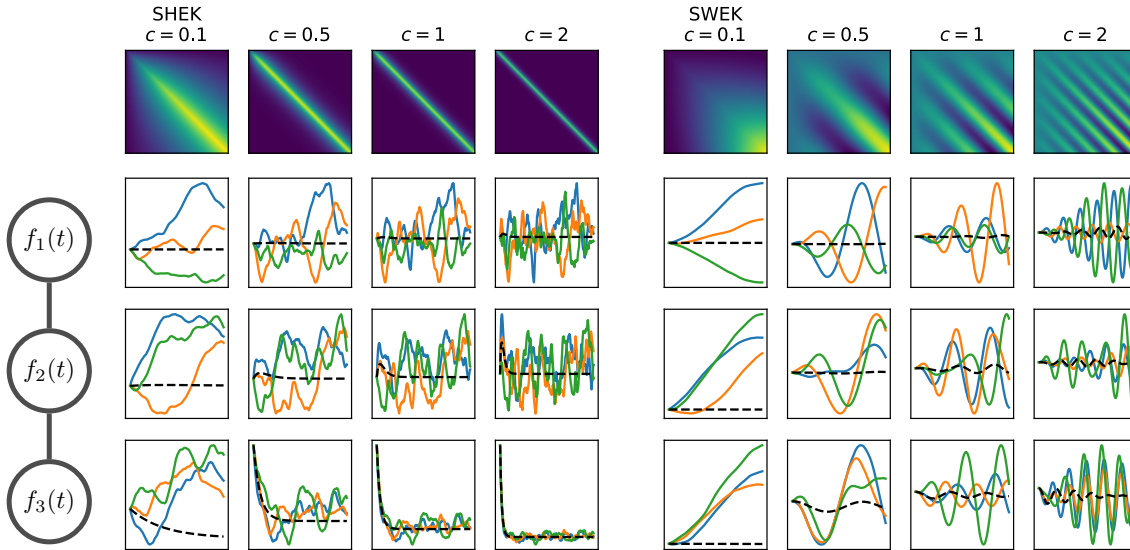 SHEK
c = 0.1 c = 0.5 c = 1 c = 2
SWEK
c = 0.1 c = 0.5 c = 1 c = 2
f₁(t)
f₂(t)
f₃(t)